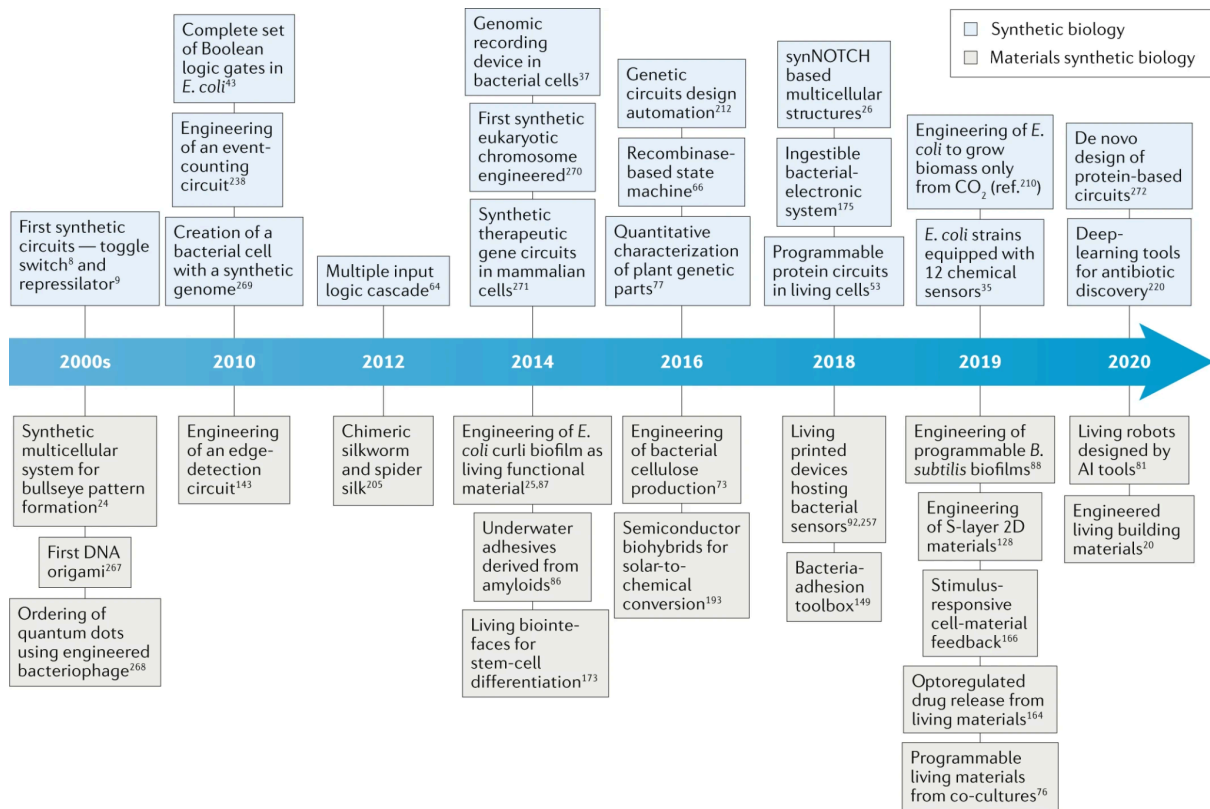 Synthetic biology
Materials synthetic biology
Complete set
of Boolean
logic gates in
E. coli⁴³
Engineering
of an event-
counting
circuit²³⁸
First synthetic
circuits — toggle
switch⁸ and
repressilator⁹
Creation of a
bacterial cell
with a synthetic
genome²⁶⁹
Multiple input
logic cascade⁶⁴
Genomic
recording
device in
bacterial cells³⁷
First synthetic
eukaryotic
chromosome
engineered²⁷⁰
Synthetic
therapeutic
gene circuits
in mammalian
cells²⁷¹
Genetic
circuits design
automation²¹²
Recombinase-
based state
machine⁶⁶
Quantitative
characterization
of plant genetic
parts⁷⁷
synNOTCH
based
multicellular
structures²⁶
Ingestible
bacterial-
electronic
system¹⁷⁵
Programmable
protein circuits
in living cells⁵³
Engineering of E.
coli to grow
biomass only
from CO₂ (ref.²¹⁰)
E. coli strains
equipped with
12 chemical
sensors³⁵
De novo
design of
protein-based
circuits²⁷²
Deep-
learning tools
for antibiotic
discovery²²⁰
2000s 2010 2012 2014 2016 2018 2019 2020
Synthetic
multicellular
system for
bullseye pattern
formation²⁴
First DNA
origami²⁶⁷
Ordering of
quantum dots
using engineered
bacteriophage²⁶⁸
Engineering
of an edge-
detection
circuit¹⁴³
Chimeric
silkworm
and spider
silk²⁰⁵
Engineering of E.
coli curli biofilm as
living functional
material²⁵,⁸⁷
Underwater
adhesives
derived from
amyloids⁸⁶
Living biointe-
faces for
stem-cell
differentiation¹⁷³
Engineering
of bacterial
cellulose
production⁷³
Semiconductor
biohybrids for
solar-to-
chemical
conversion¹⁹³
Living
printed
devices
hosting
bacterial
sensors⁹²,²⁵⁷
Bacteria-
adhesion
toolbox¹⁴⁹
Engineering of
programmable B.
subtilis biofilms⁸⁸
Engineering
of S-layer 2D
materials¹²⁸
Stimulus-
responsive
cell-material
feedback¹⁶⁶
Optoregulated
drug release from
living materials¹⁶⁴
Programmable
living materials
from co-cultures⁷⁶
Living robots
designed by
AI tools⁸¹
Engineered
living building
materials²⁰